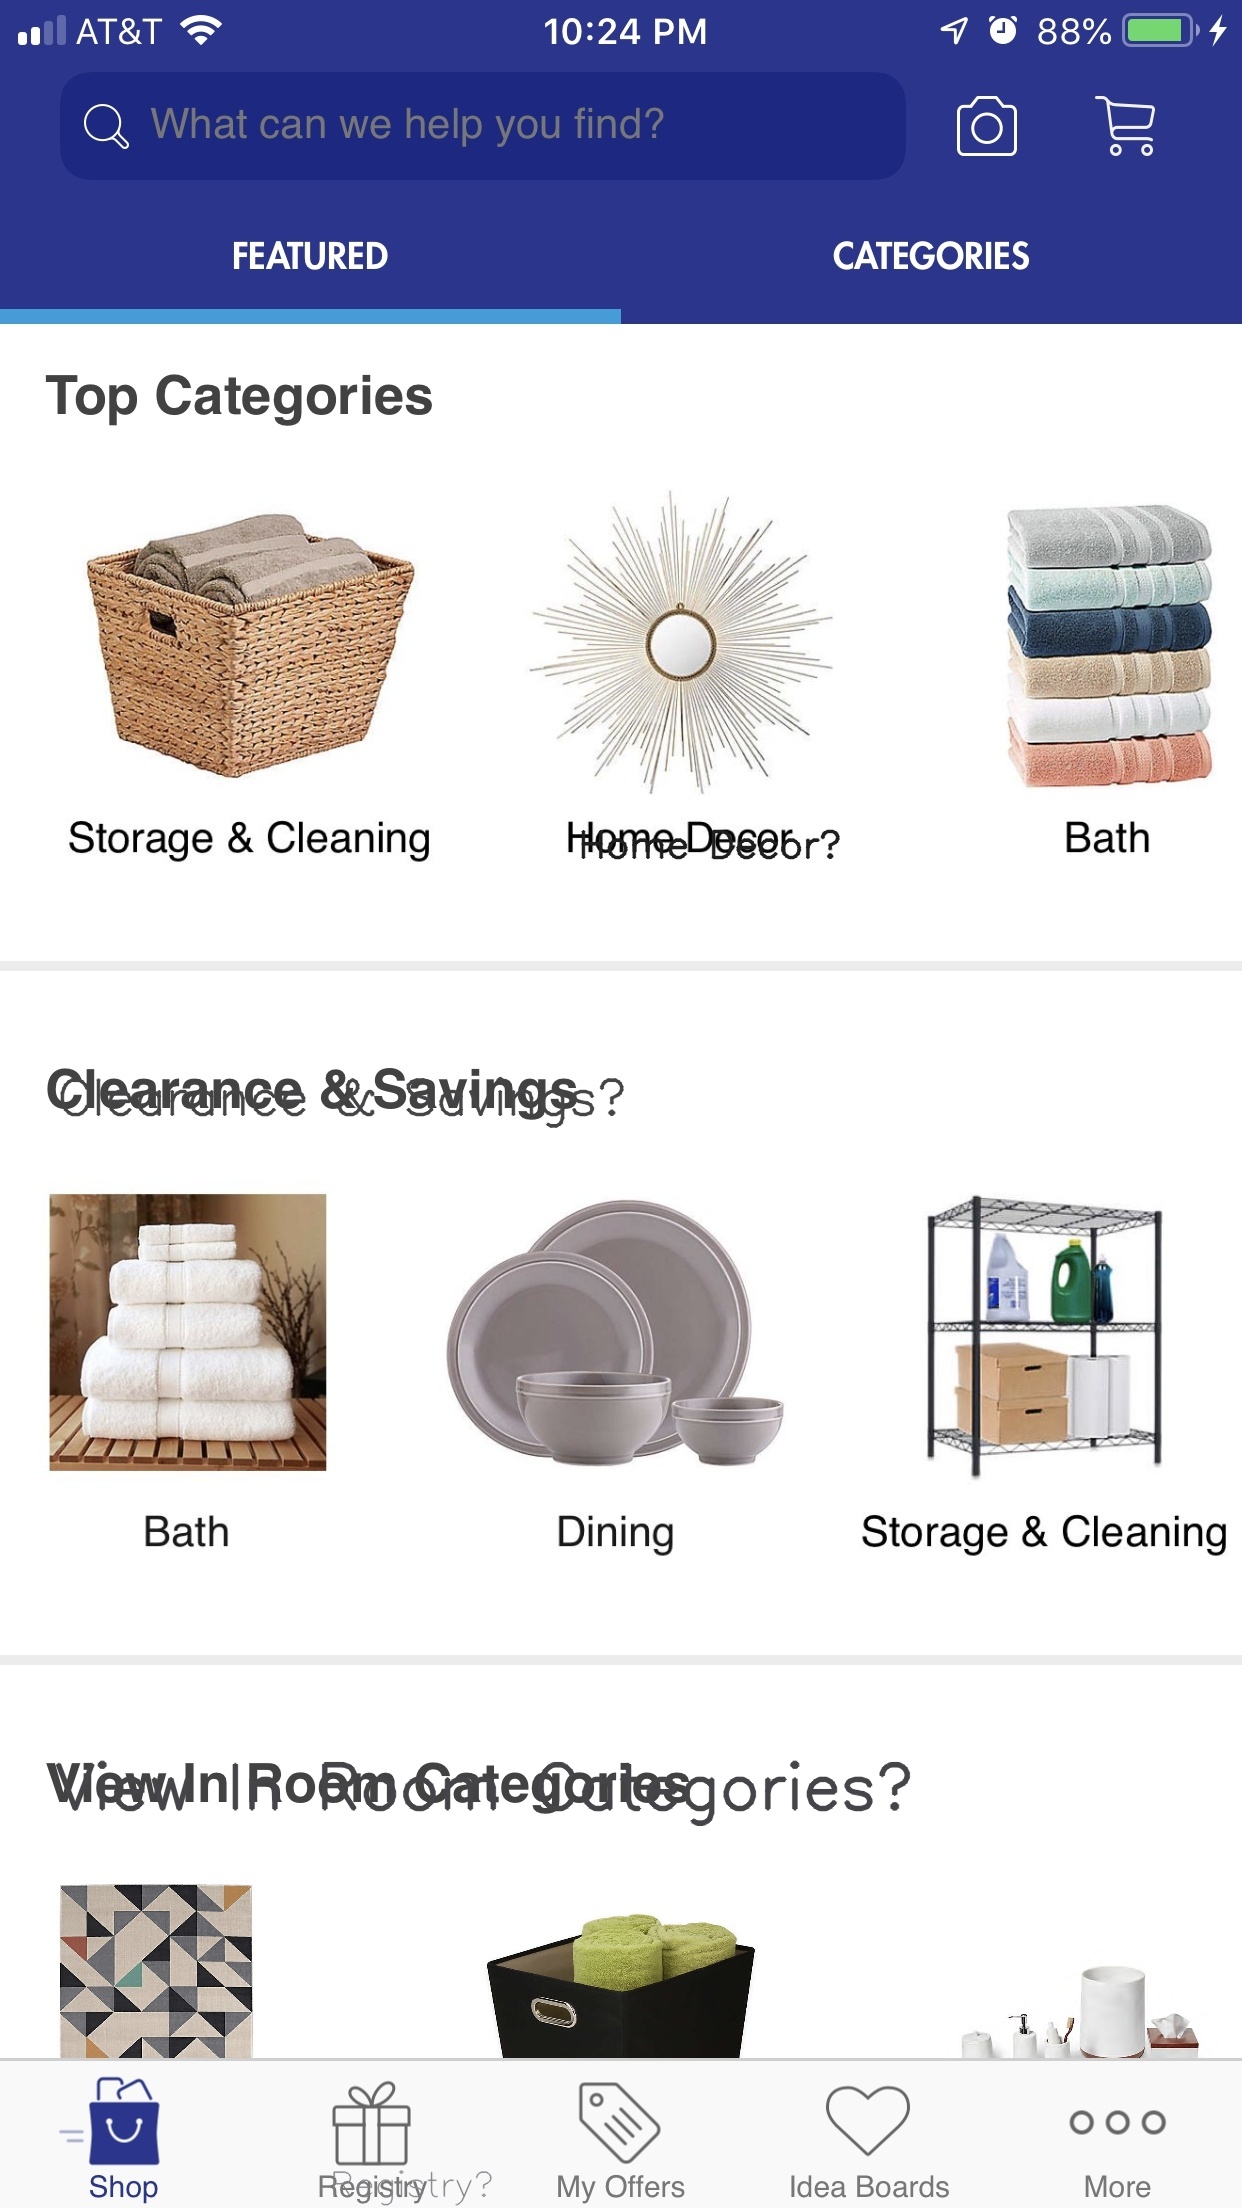 AT&T 10:24 PM 88%
What can we help you find?
FEATURED CATEGORIES
Top Categories
Storage & Cleaning Home Decor Home Decor? Bath
Clearance & Savings
Clearance & Savings?
Bath Dining Storage & Cleaning
View In Room Categories
View In Room Categories?
Shop Registry Registry? My Offers Idea Boards More